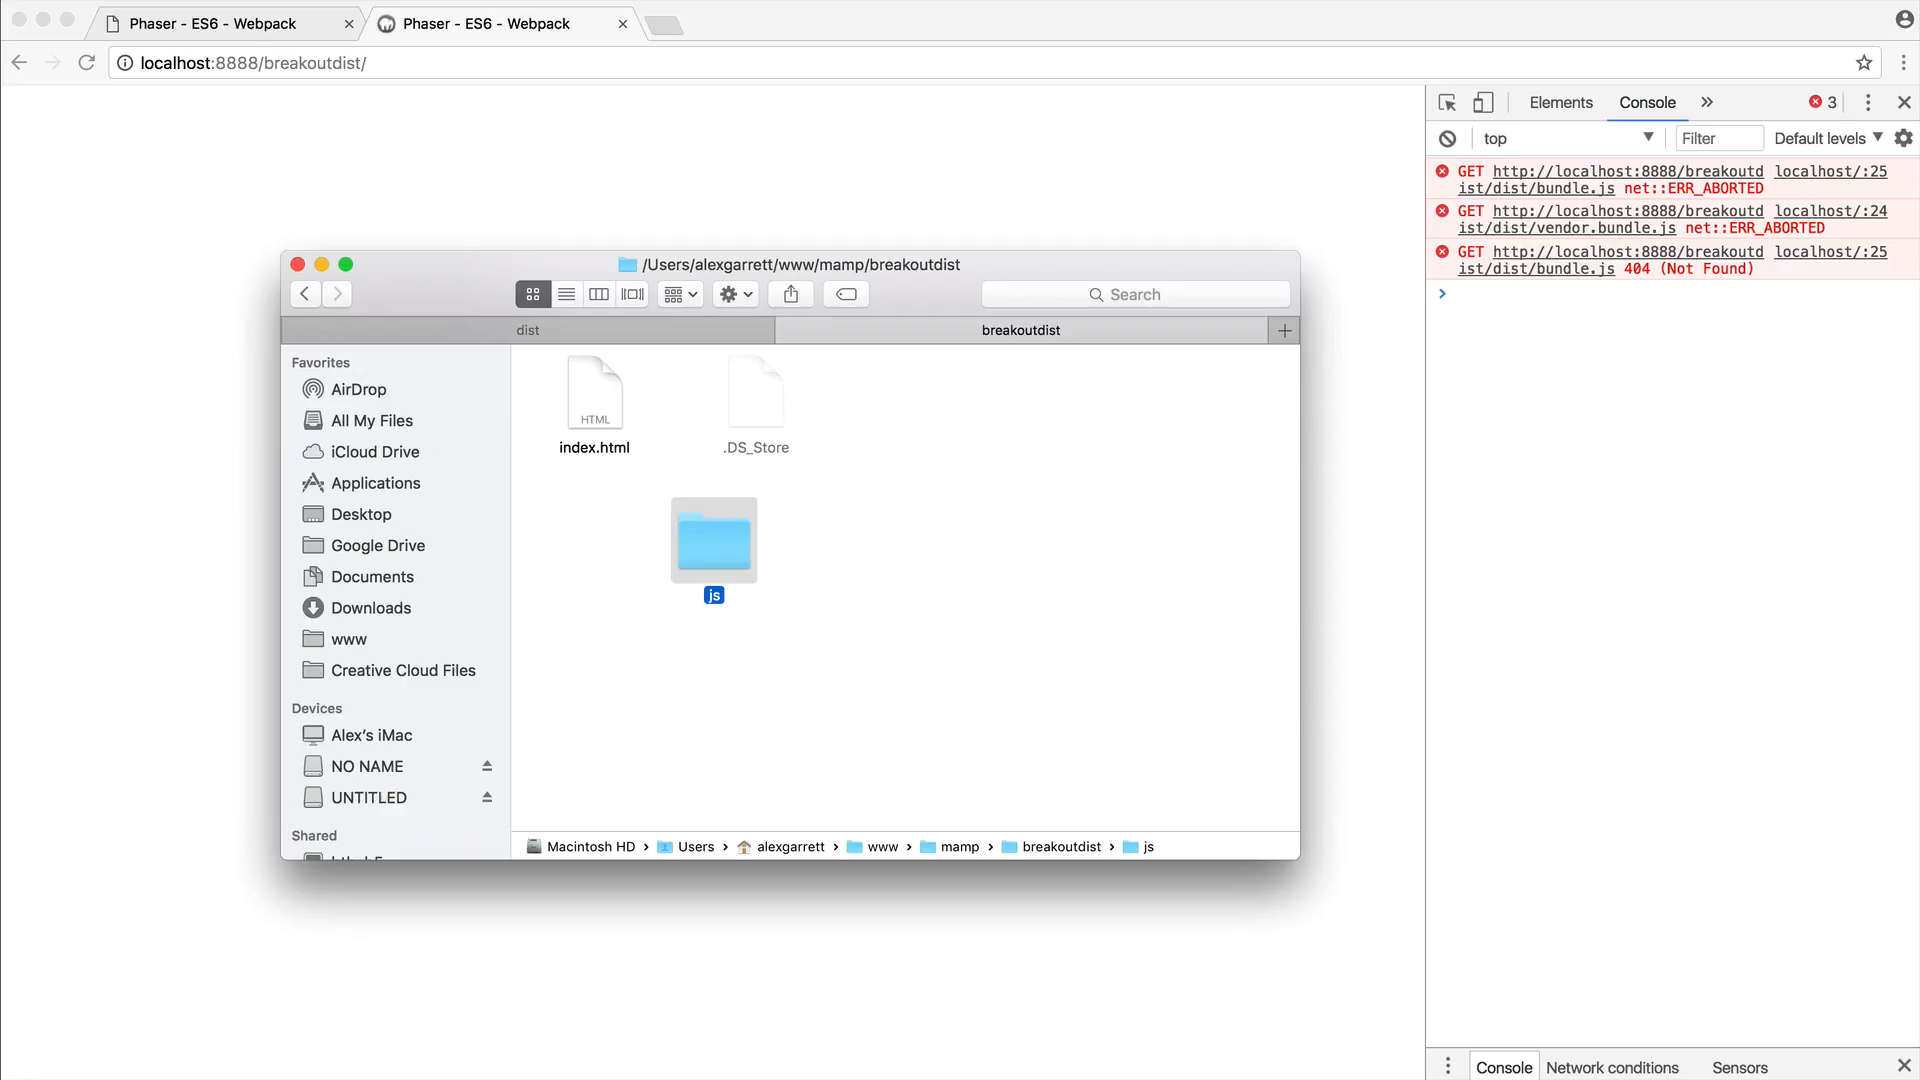 Phaser - ES6 - Webpack
Phaser - ES6 - Webpack
localhost:8888/breakoutdist/
Elements
Console
3
top
Filter
Default levels
GET http://localhost:8888/breakoutd localhost/:25
ist/dist/bundle.js net::ERR_ABORTED
GET http://localhost:8888/breakoutd localhost/:24
ist/dist/vendor.bundle.js net::ERR_ABORTED
GET http://localhost:8888/breakoutd localhost/:25
ist/dist/bundle.js 404 (Not Found)
/Users/alexgarrett/www/mamp/breakoutdist
Search
dist
breakoutdist
Favorites
AirDrop
All My Files
iCloud Drive
Applications
Desktop
Google Drive
Documents
Downloads
www
Creative Cloud Files
Devices
Alex’s iMac
NO NAME
UNTITLED
Shared
HTML
index.html
.DS_Store
js
Macintosh HD › Users › alexgarrett › www › mamp › breakoutdist › js
Console
Network conditions
Sensors